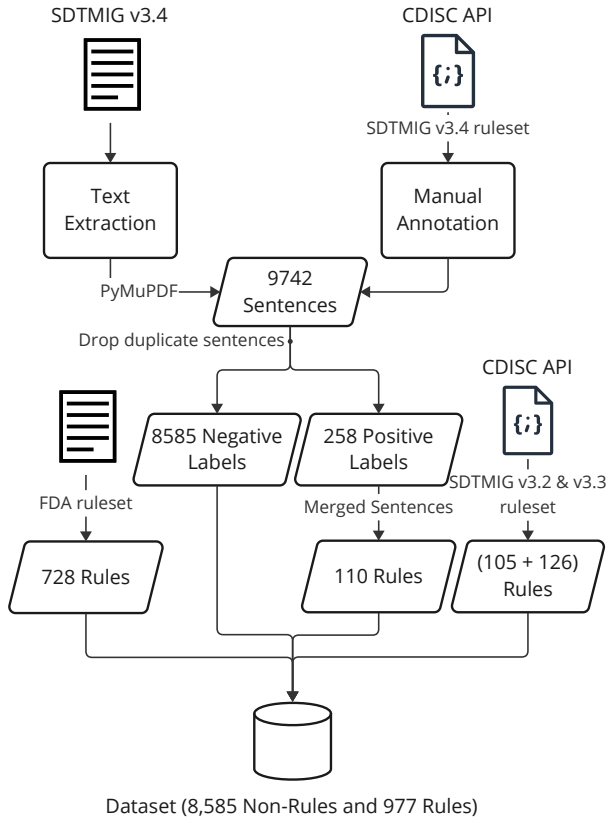 SDTMIG v3.4
CDISC API
{;}
SDTMIG v3.4 ruleset
Text
Extraction
Manual
Annotation
PyMuPDF
9742
Sentences
Drop duplicate sentences
CDISC API
{;}
8585 Negative
Labels
258 Positive
Labels
SDTMIG v3.2 & v3.3
ruleset
FDA ruleset
Merged Sentences
728 Rules
110 Rules
(105 + 126)
Rules
Dataset (8,585 Non-Rules and 977 Rules)